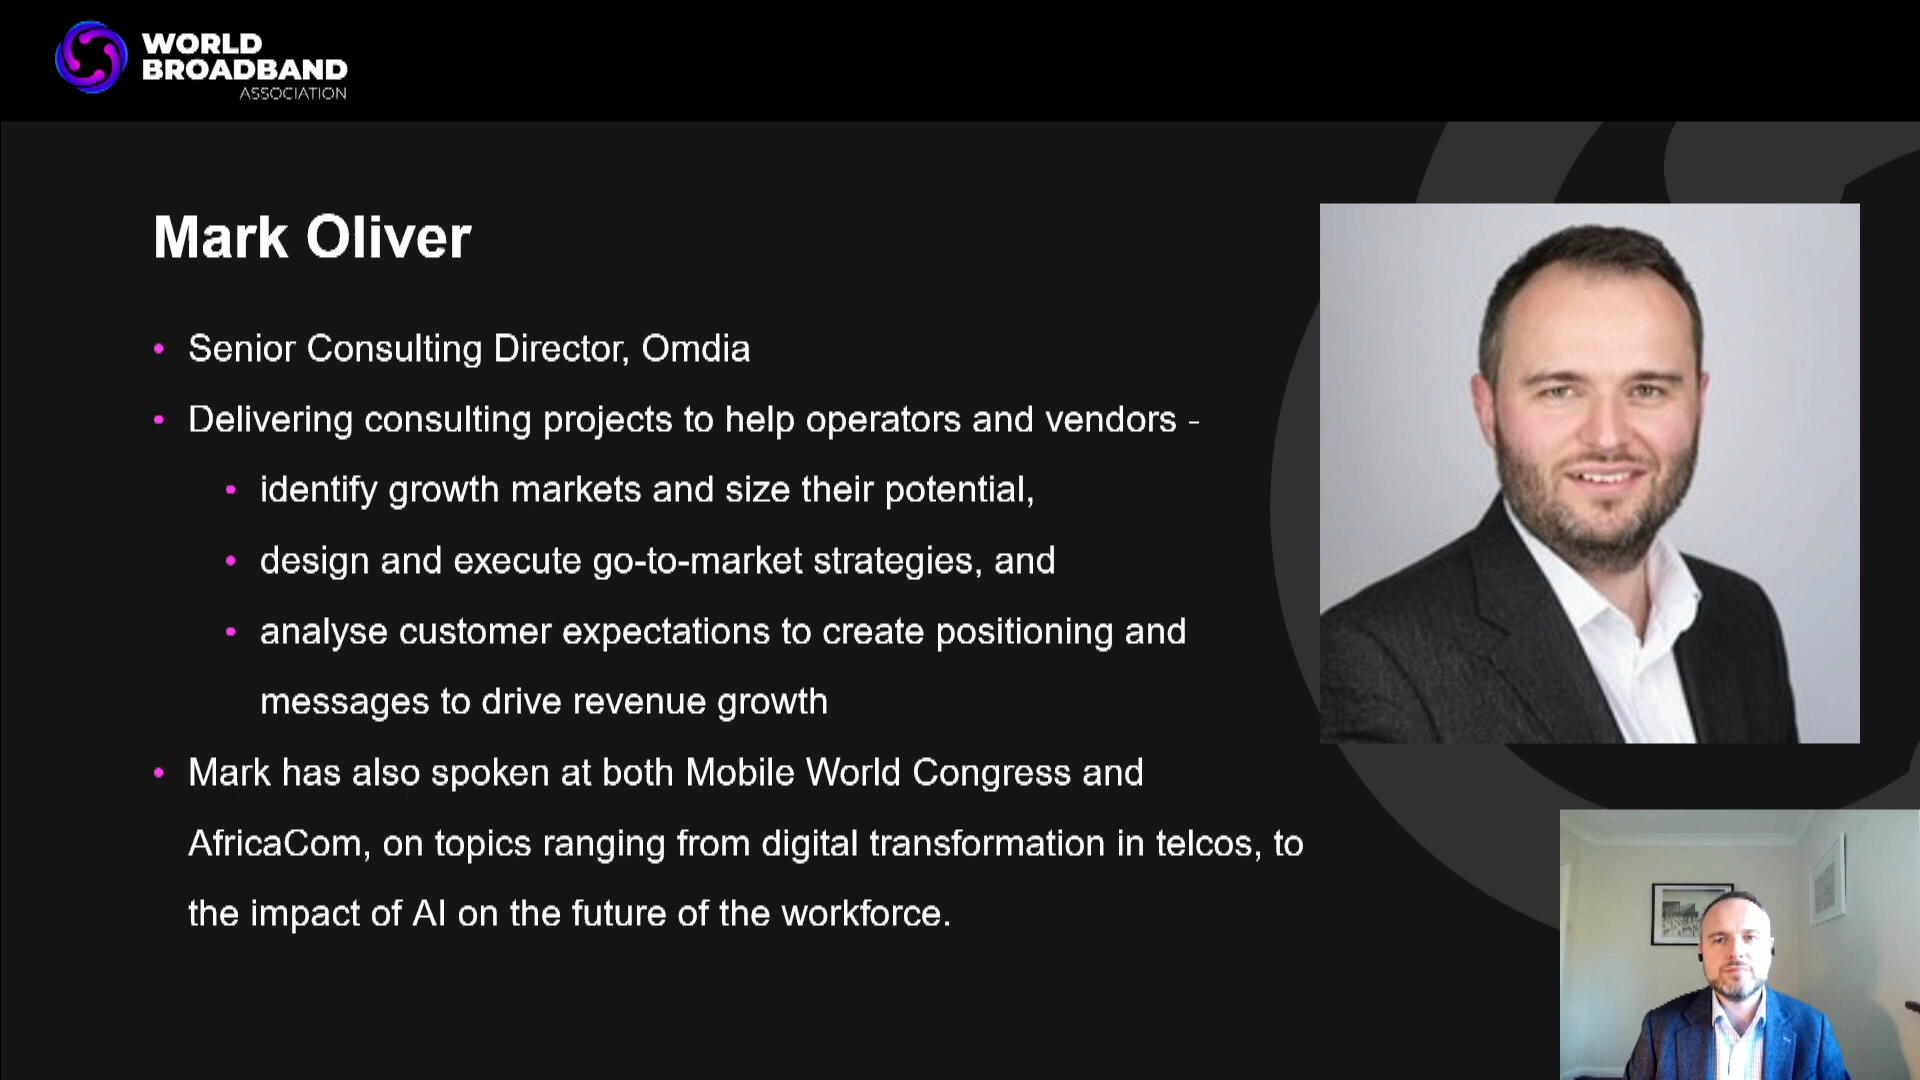 WORLD
BROADBAND
ASSOCIATION
Mark Oliver
• Senior Consulting Director, Omdia
• Delivering consulting projects to help operators and vendors -
• identify growth markets and size their potential,
• design and execute go-to-market strategies, and
• analyse customer expectations to create positioning and
messages to drive revenue growth
• Mark has also spoken at both Mobile World Congress and
AfricaCom, on topics ranging from digital transformation in telcos, to
the impact of AI on the future of the workforce.